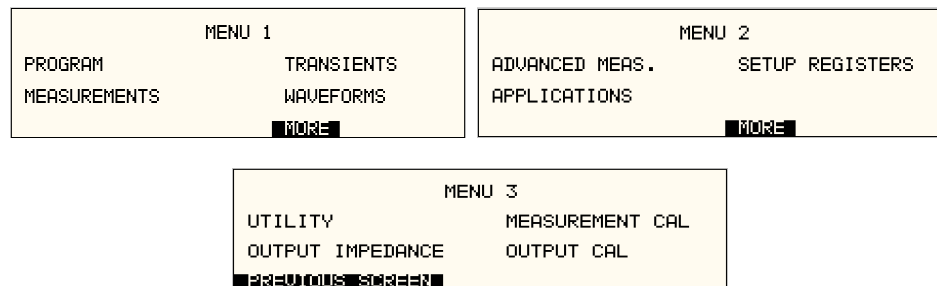 MENU 1
PROGRAM TRANSIENTS
MEASUREMENTS WAVEFORMS
MORE
MENU 2
ADVANCED MEAS. SETUP REGISTERS
APPLICATIONS
MORE
MENU 3
UTILITY MEASUREMENT CAL
OUTPUT IMPEDANCE OUTPUT CAL
PREVIOUS SCREEN